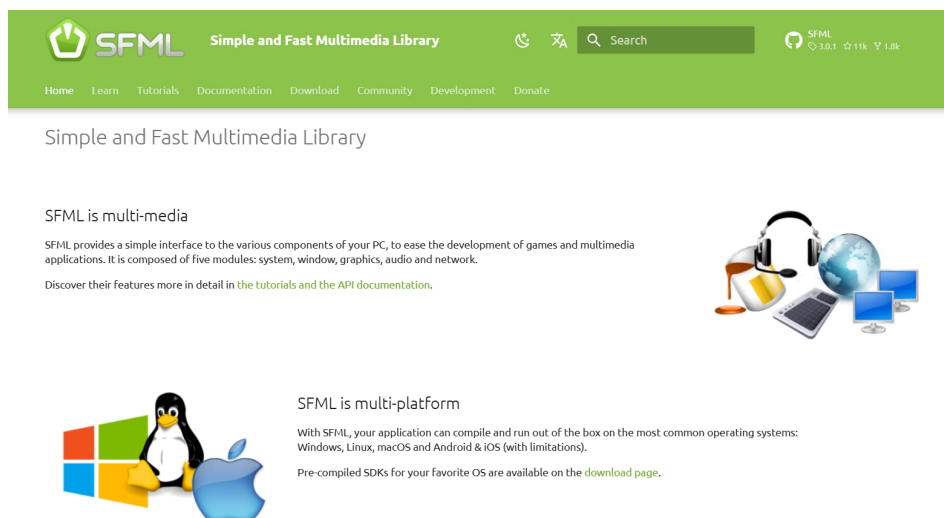 SFML
Simple and Fast Multimedia Library
Search
SFML
3.0.1 11k 1.8k
Home Learn Tutorials Documentation Download Community Development Donate
Simple and Fast Multimedia Library
SFML is multi-media
SFML provides a simple interface to the various components of your PC, to ease the development of games and multimedia
applications. It is composed of five modules: system, window, graphics, audio and network.
Discover their features more in detail in the tutorials and the API documentation.
SFML is multi-platform
With SFML, your application can compile and run out of the box on the most common operating systems:
Windows, Linux, macOS and Android & iOS (with limitations).
Pre-compiled SDKs for your favorite OS are available on the download page.